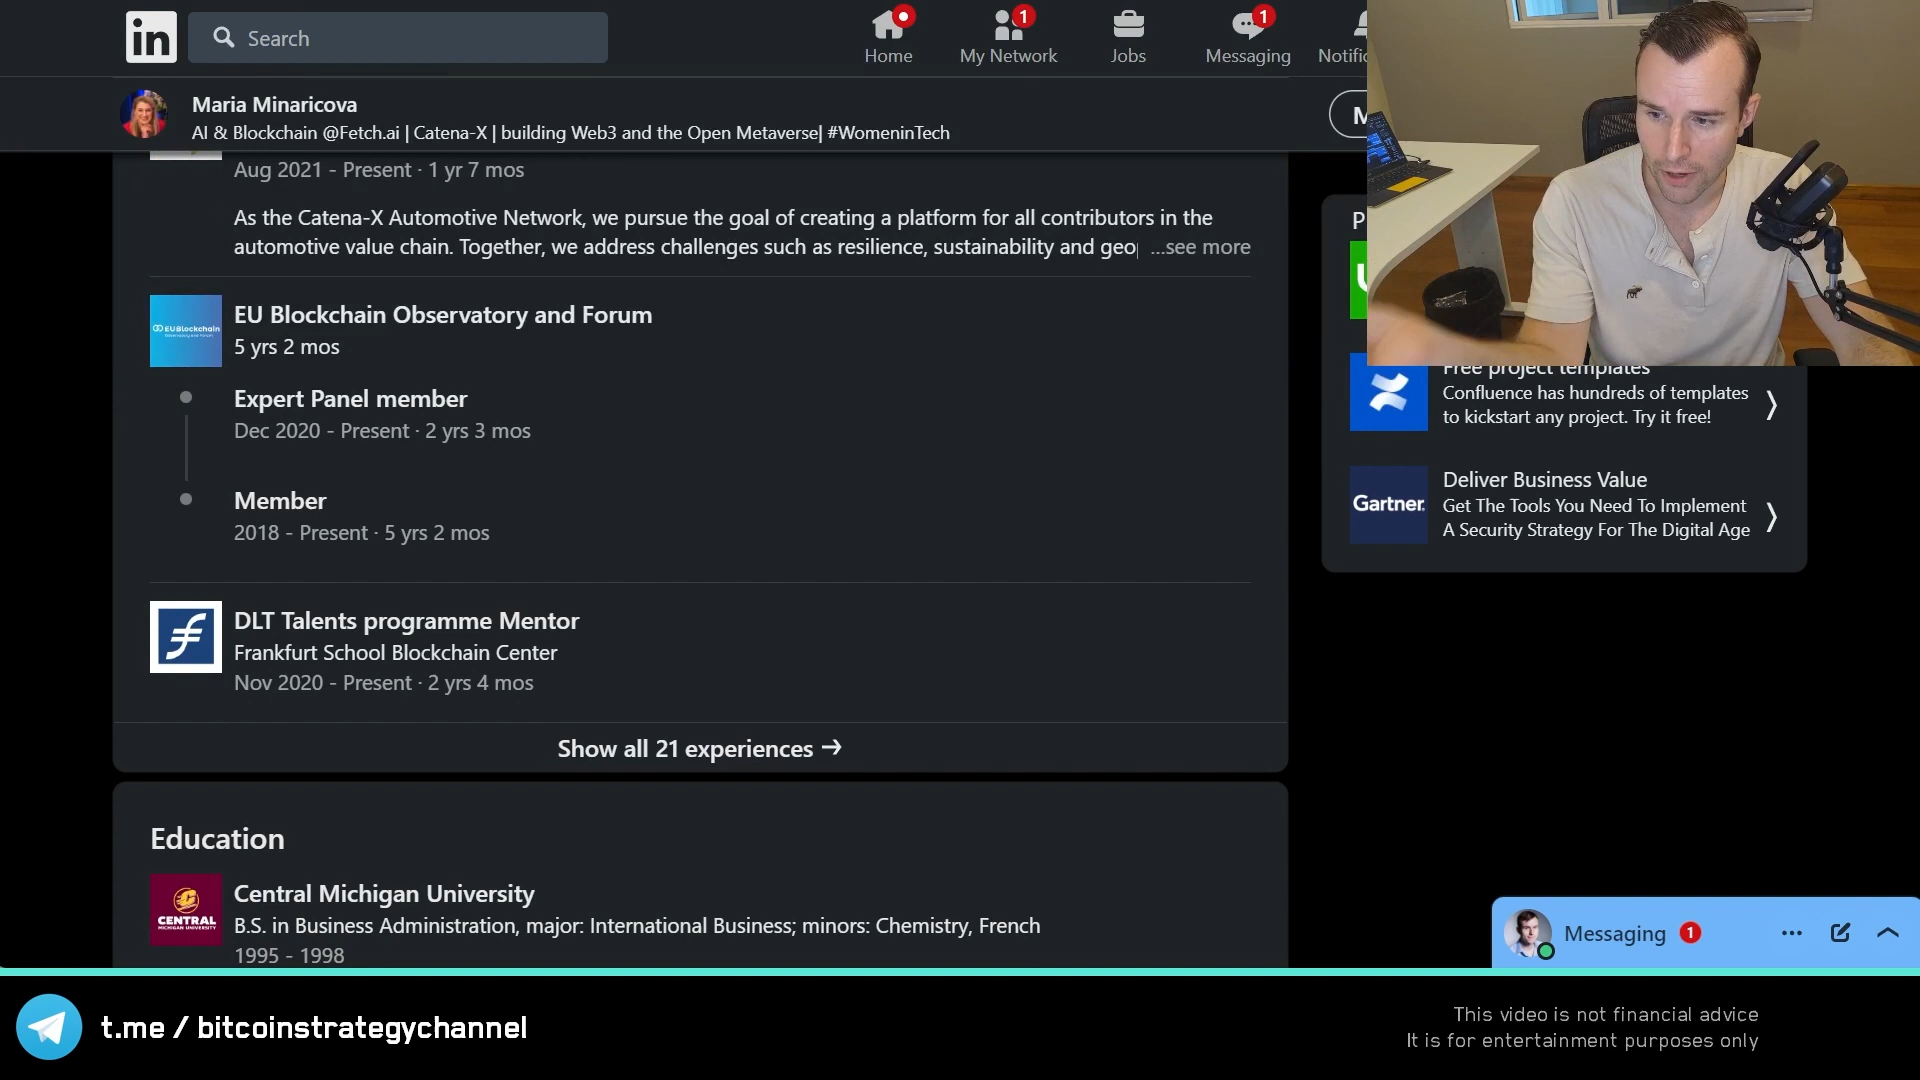 in
Search
Home
1
My Network
Jobs
1
Messaging
Notific
Maria Minaricova
AI & Blockchain @Fetch.ai | Catena-X | building Web3 and the Open Metaverse| #WomeninTech
M
Aug 2021 - Present · 1 yr 7 mos
As the Catena-X Automotive Network, we pursue the goal of creating a platform for all contributors in the
automotive value chain. Together, we address challenges such as resilience, sustainability and geo
...see more
EU Blockchain
EU Blockchain Observatory and Forum
5 yrs 2 mos
Expert Panel member
Dec 2020 - Present · 2 yrs 3 mos
Member
2018 - Present · 5 yrs 2 mos
DLT Talents programme Mentor
Frankfurt School Blockchain Center
Nov 2020 - Present · 2 yrs 4 mos
Show all 21 experiences →
Education
CENTRAL
MICHIGAN UNIVERSITY
Central Michigan University
B.S. in Business Administration, major: International Business; minors: Chemistry, French
1995 - 1998
P
Free project templates
Confluence has hundreds of templates
to kickstart any project. Try it free!
Gartner.
Deliver Business Value
Get The Tools You Need To Implement
A Security Strategy For The Digital Age
Messaging 1
t.me / bitcoinstrategychannel
This video is not financial advice
It is for entertainment purposes only